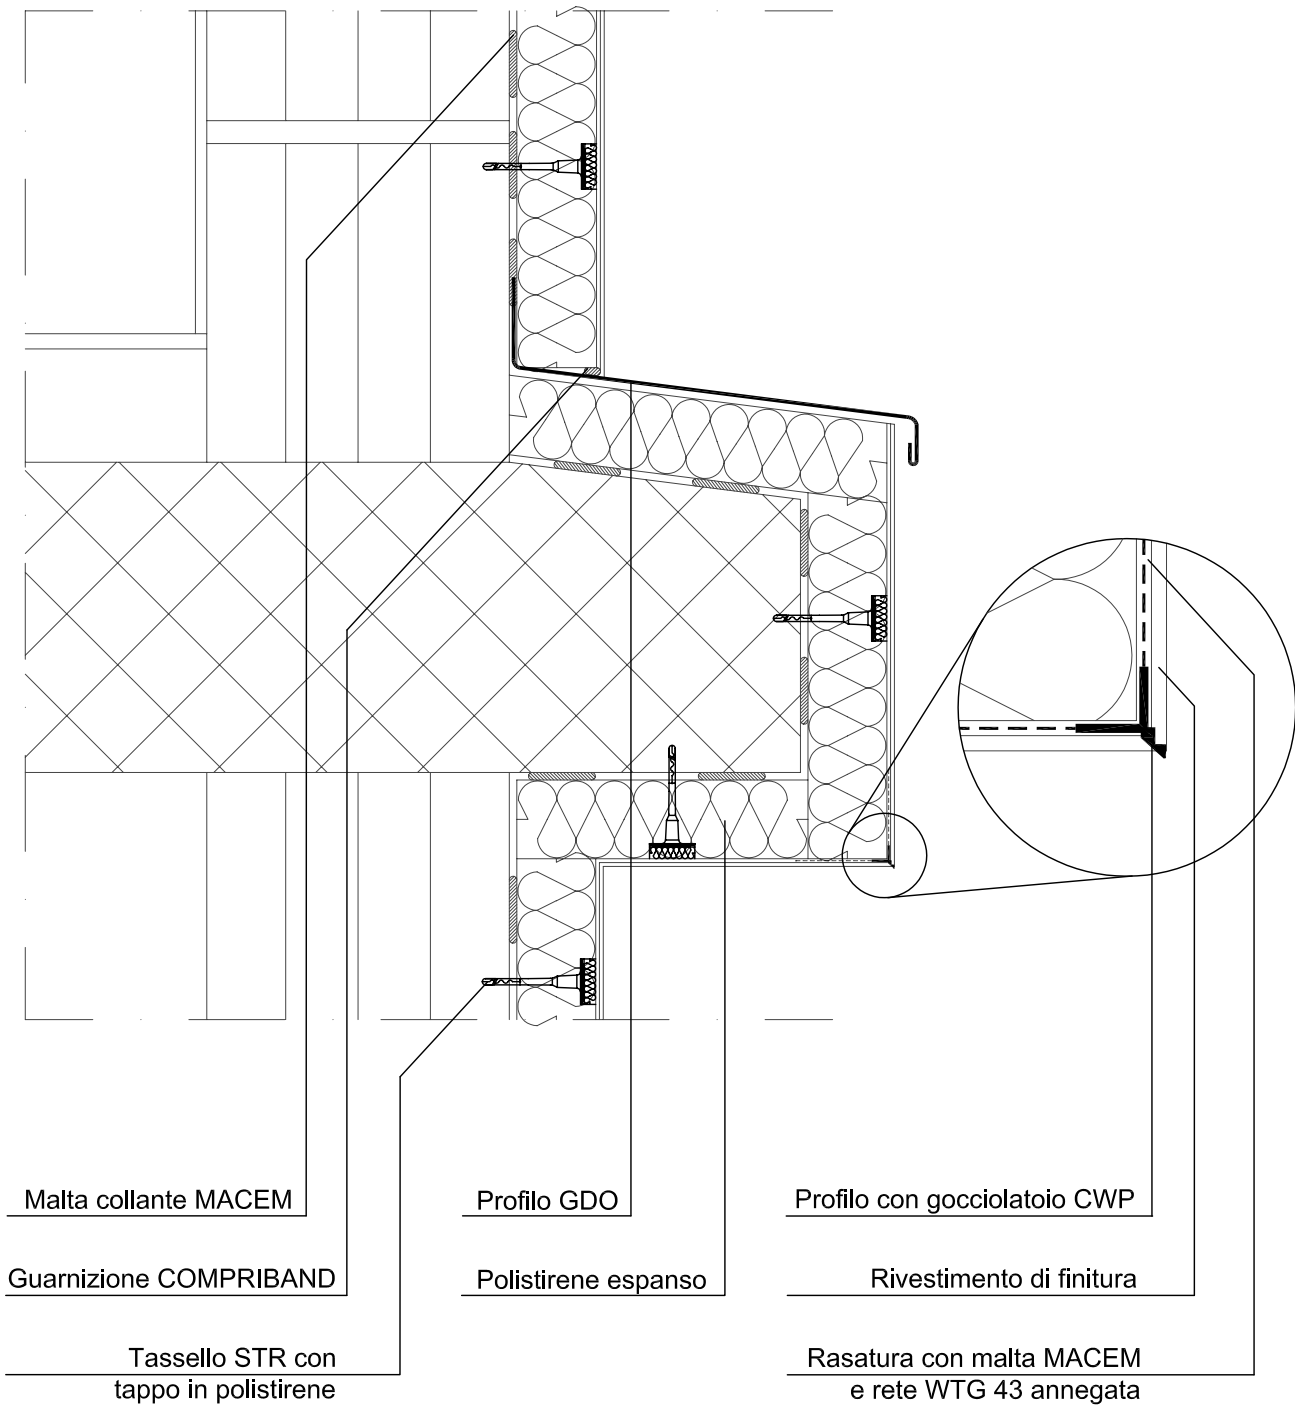 Malta collante MACEM
Profilo GDO
Profilo con gocciolatoio CWP
Guarnizione COMPRIBAND
Polistirene espanso
Rivestimento di finitura
Tassello STR con
tappo in polistirene
Rasatura con malta MACEM
e rete WTG 43 annegata